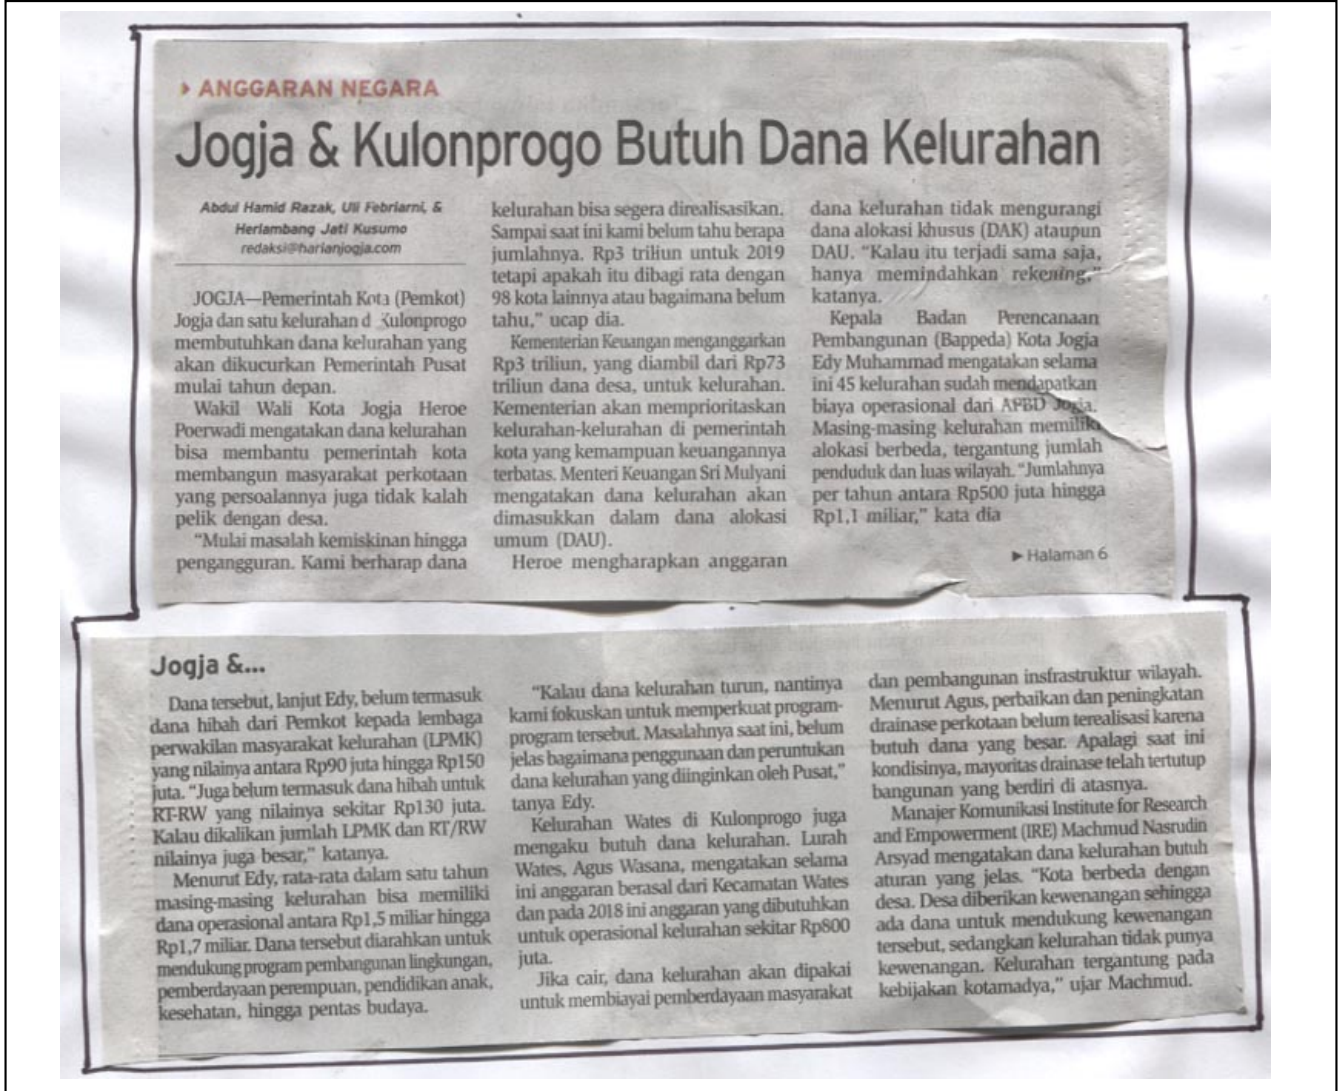 ANGGARAN NEGARA
Jogja & Kulonprogo Butuh Dana Kelurahan
Abdul Hamid Razak, Uli Febriarni, &
Herlambang Jati Kusumo
redaksi@harianjogja.com
JOGJA—Pemerintah Kota (Pemkot)
Jogja dan satu kelurahan d Kulonprogo
membutuhkan dana kelurahan yang
akan dikucurkan Pemerintah Pusat
mulai tahun depan.
Wakil Wali Kota Jogja Heroe
Poerwadi mengatakan dana kelurahan
bisa membantu pemerintah kota
membangun masyarakat perkotaan
yang persoalannya juga tidak kalah
pelik dengan desa.
"Mulai masalah kemiskinan hingga
pengangguran. Kami berharap dana
kelurahan bisa segera direalisasikan.
Sampai saat ini kami belum tahu berapa
jumlahnya. Rp3 triliun untuk 2019
tetapi apakah itu dibagi rata dengan
98 kota lainnya atau bagaimana belum
tahu," ucap dia.
Kementerian Keuangan menganggarkan
Rp3 triliun, yang diambil dari Rp73
triliun dana desa, untuk kelurahan.
Kementerian akan memprioritaskan
kelurahan-kelurahan di pemerintah
kota yang kemampuan keuangannya
terbatas. Menteri Keuangan Sri Mulyani
mengatakan dana kelurahan akan
dimasukkan dalam dana alokasi
umum (DAU).
Heroe mengharapkan anggaran
dana kelurahan tidak mengurangi
dana alokasi khusus (DAK) ataupun
DAU. "Kalau itu terjadi sama saja,
hanya memindahkan rekening,"
katanya.
Kepala Badan Perencanaan
Pembangunan (Bappeda) Kota Jogja
Edy Muhammad mengatakan selama
ini 45 kelurahan sudah mendapatkan
biaya operasional dari APBD Jogja.
Masing-masing kelurahan memiliki
alokasi berbeda, tergantung jumlah
penduduk dan luas wilayah. "Jumlahnya
per tahun antara Rp500 juta hingga
Rp1,1 miliar," kata dia
Halaman 6
Jogja &...
Dana tersebut, lanjut Edy, belum termasuk
dana hibah dari Pemkot kepada lembaga
perwakilan masyarakat kelurahan (LPMK)
yang nilainya antara Rp90 juta hingga Rp150
juta. "Juga belum termasuk dana hibah untuk
RT-RW yang nilainya sekitar Rp130 juta.
Kalau dikalikan jumlah LPMK dan RT/RW
nilainya juga besar," katanya.
Menurut Edy, rata-rata dalam satu tahun
masing-masing kelurahan bisa memiliki
dana operasional antara Rp1,5 miliar hingga
Rp1,7 miliar. Dana tersebut diarahkan untuk
mendukung program pembangunan lingkungan,
pemberdayaan perempuan, pendidikan anak,
kesehatan, hingga pentas budaya.
"Kalau dana kelurahan turun, nantinya
kami fokuskan untuk memperkuat program-
program tersebut. Masalahnya saat ini, belum
jelas bagaimana penggunaan dan peruntukan
dana kelurahan yang diinginkan oleh Pusat,"
tanya Edy.
Kelurahan Wates di Kulonprogo juga
mengaku butuh dana kelurahan. Lurah
Wates, Agus Wasana, mengatakan selama
ini anggaran berasal dari Kecamatan Wates
dan pada 2018 ini anggaran yang dibutuhkan
untuk operasional kelurahan sekitar Rp800
juta.
Jika cair, dana kelurahan akan dipakai
untuk membiayai pemberdayaan masyarakat
dan pembangunan insfrastruktur wilayah.
Menurut Agus, perbaikan dan peningkatan
drainase perkotaan belum terealisasi karena
butuh dana yang besar. Apalagi saat ini
kondisinya, mayoritas drainase telah tertutup
bangunan yang berdiri di atasnya.
Manajer Komunikasi Institute for Research
and Empowerment (IRE) Machmud Nasrudin
Arsyad mengatakan dana kelurahan butuh
aturan yang jelas. "Kota berbeda dengan
desa. Desa diberikan kewenangan sehingga
ada dana untuk mendukung kewenangan
tersebut, sedangkan kelurahan tidak punya
kewenangan. Kelurahan tergantung pada
kebijakan kotamadya," ujar Machmud.